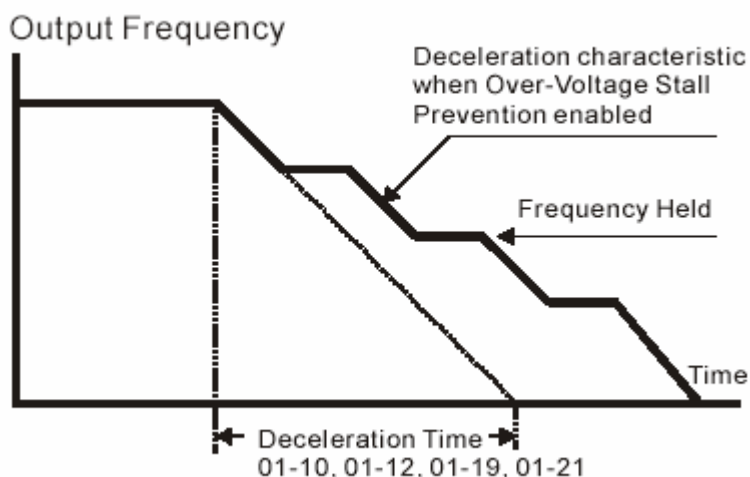 Output Frequency
Deceleration characteristic
when Over-Voltage Stall
Prevention enabled
Frequency Held
Time
Deceleration Time
01-10, 01-12, 01-19, 01-21